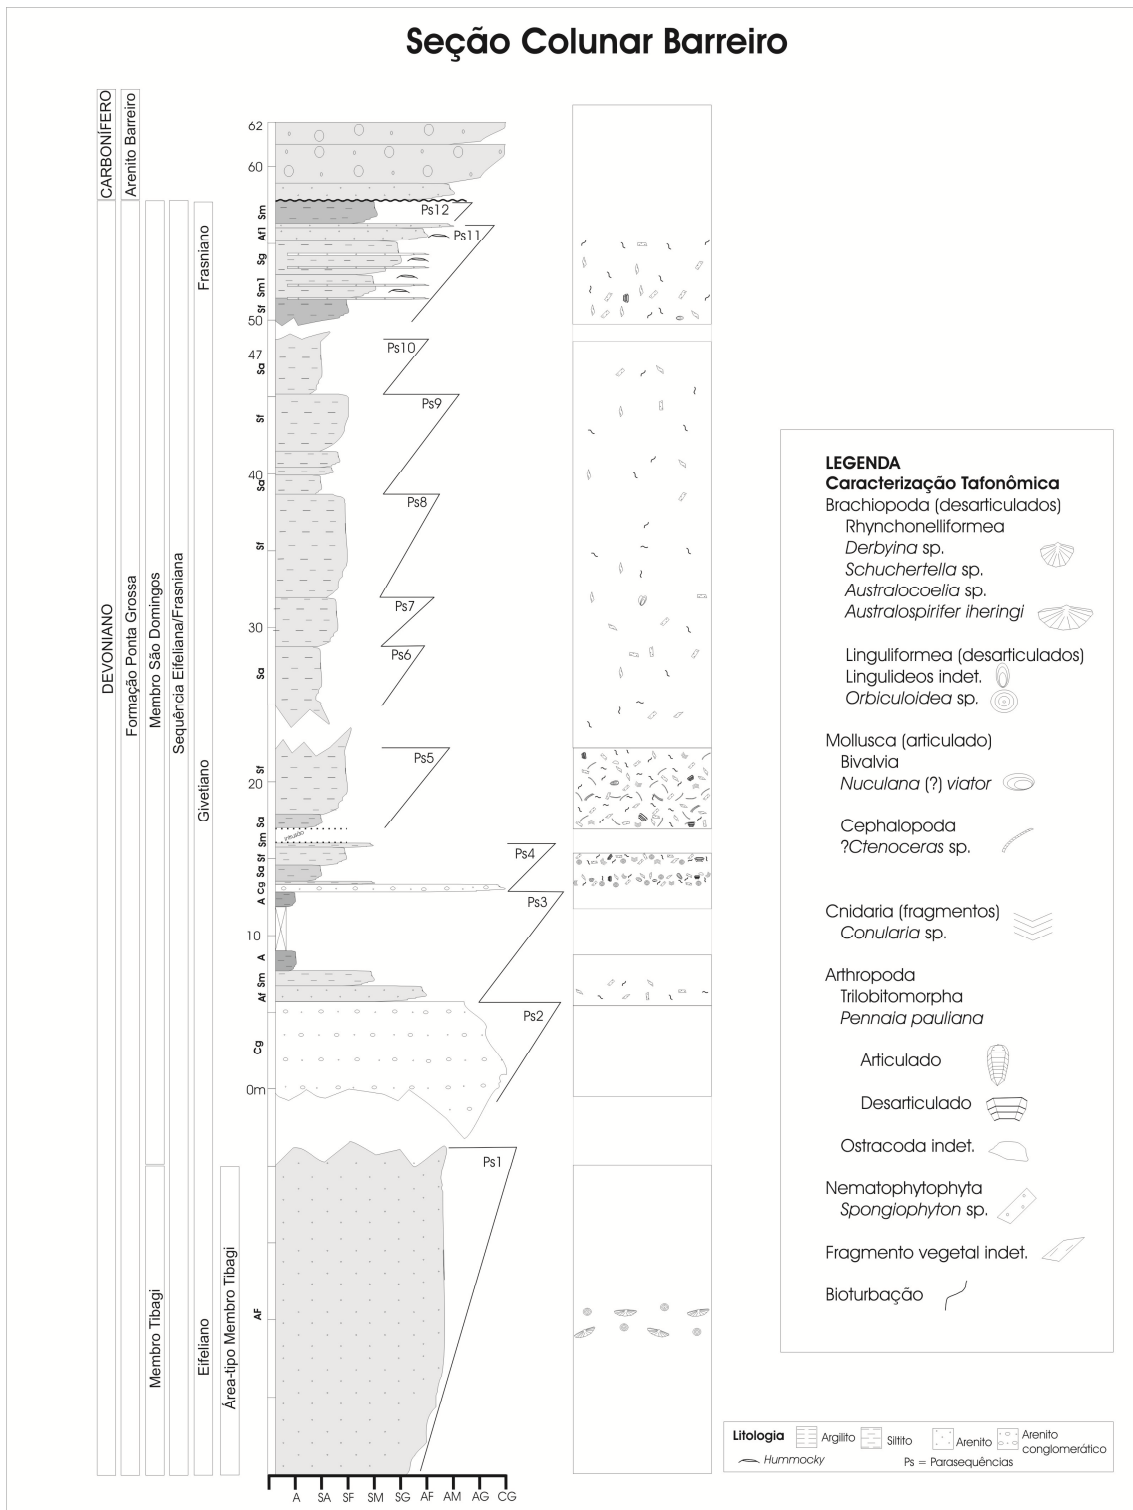 Seção Colunar Barreiro
CARBONÍFERO
Arenito Barreiro
DEVONIANO
Formação Ponta Grossa
Membro São Domingos
Membro Tibagi
Sequência Eifeliana/Frasniana
Frasniano
Givetiano
Eifeliano
Área-tipo Membro Tibagi
62
60
50
47
40
30
20
10
0m
Sm
Af1
Sg
Sm1
Sf
Sa
Sf
Sa
Sf
Sa
Sf
Sa
Sm
Sf
Sa
Cg
A
A
Sm
Af
Cg
AF
Intrusão
Ps12
Ps11
Ps10
Ps9
Ps8
Ps7
Ps6
Ps5
Ps4
Ps3
Ps2
Ps1
A SA SF SM SG AF AM AG CG
LEGENDA
Caracterização Tafonômica
Brachiopoda (desarticulados)
Rhynchonelliformea
Derbyina sp.
Schuchertella sp.
Australocoelia sp.
Australospirifer iheringi
Linguliformea (desarticulados)
Lingulideos indet.
Orbiculoidea sp.
Mollusca (articulado)
Bivalvia
Nuculana (?) viator
Cephalopoda
?Ctenoceras sp.
Cnidaria (fragmentos)
Conularia sp.
Arthropoda
Trilobitomorpha
Pennaia pauliana
Articulado
Desarticulado
Ostracoda indet.
Nematophytophyta
Spongiophyton sp.
Fragmento vegetal indet.
Bioturbação
Litologia
Argilito
Siltito
Arenito
Arenito
conglomerático
Hummocky
Ps = Parasequências